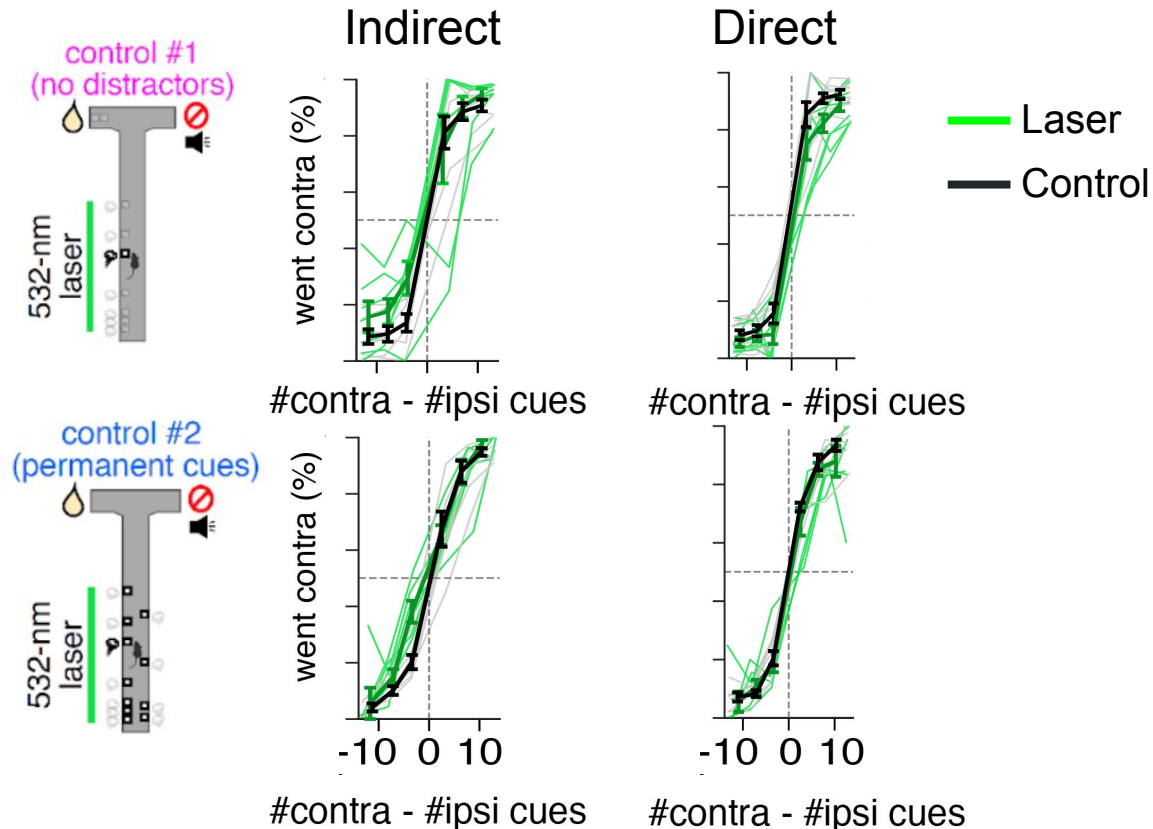 Indirect
Direct
control #1
(no distractors)
532-nm
laser
went contra (%)
Laser
Control
#contra - #ipsi cues
#contra - #ipsi cues
control #2
(permanent cues)
532-nm
laser
went contra (%)
-10 0 10
-10 0 10
#contra - #ipsi cues
#contra - #ipsi cues